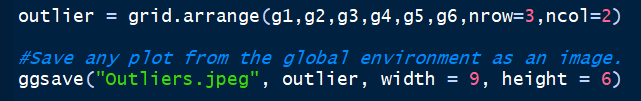 outlier = grid.arrange(g1,g2,g3,g4,g5,g6,nrow=3,ncol=2)
#Save any plot from the global environment as an image.
ggsave("Outliers.jpeg", outlier, width = 9, height = 6)